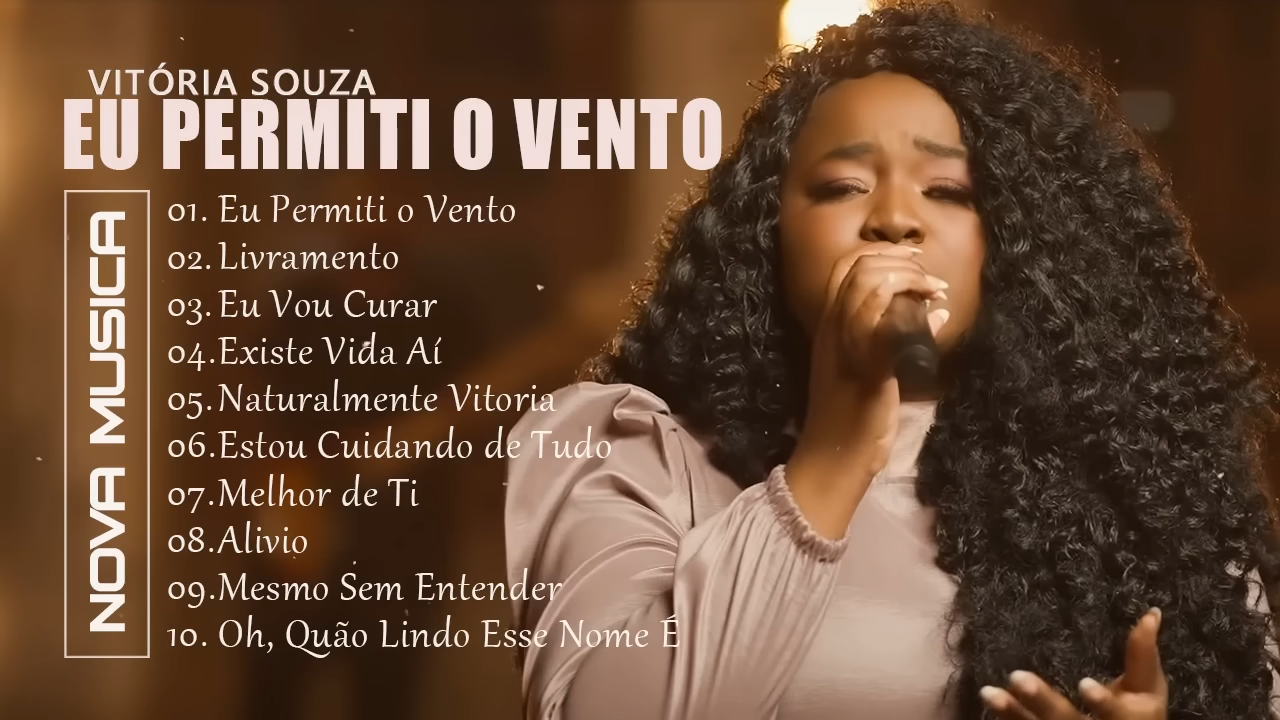 VITÓRIA SOUZA
EU PERMITI O VENTO
NOVA MUSICA
01. Eu Permiti o Vento
02. Livramento
03. Eu Vou Curar
04. Existe Vida Aí
05. Naturalmente Vitoria
06. Estou Cuidando de Tudo
07. Melhor de Ti
08. Alivio
09. Mesmo Sem Entender
10. Oh, Quão Lindo Esse Nome É